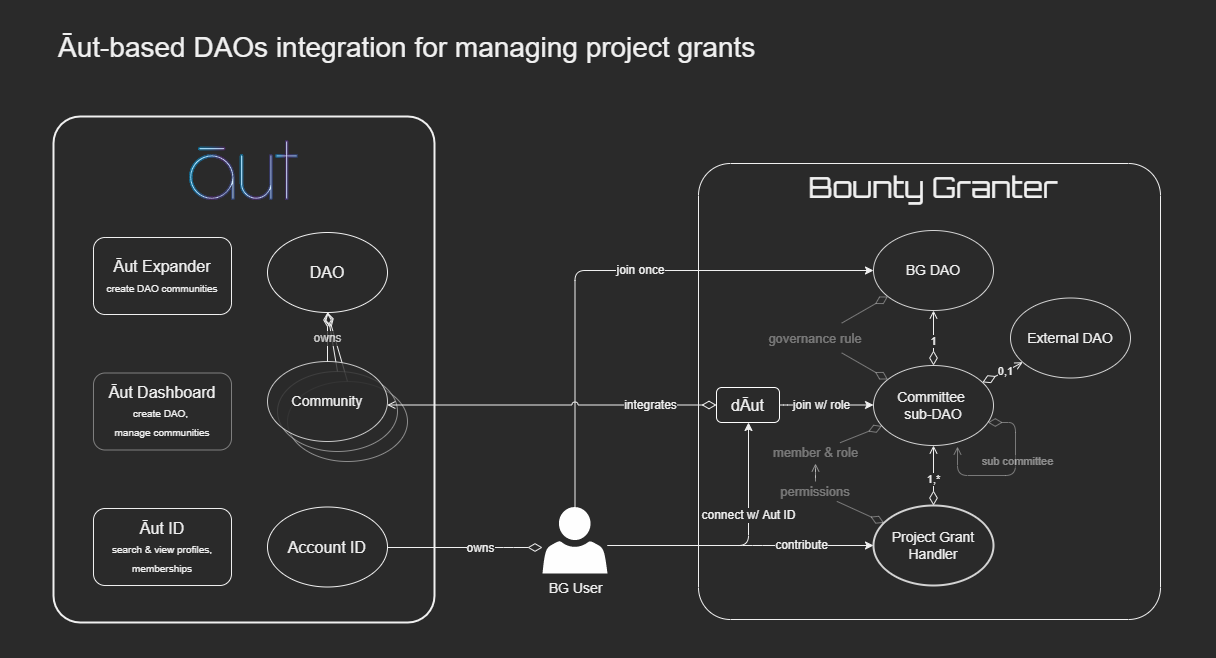 Āut-based DAOs integration for managing project grants
āut
Āut Expander
create DAO communities
DAO
owns
Āut Dashboard
create DAO,
manage communities
Community
Āut ID
search & view profiles,
memberships
Account ID
owns
BG User
join once
integrates
connect w/ Aut ID
contribute
Bounty Granter
BG DAO
governance rule
1
External DAO
0,1
dĀut
join w/ role
Committee
sub-DAO
member & role
sub committee
permissions
1,*
Project Grant
Handler